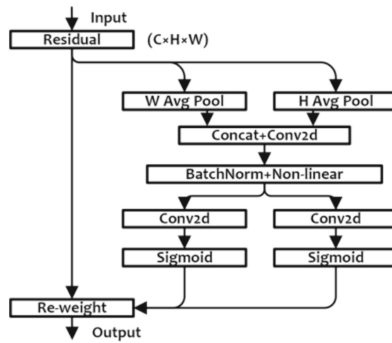 Input
Residual (C×H×W)
W Avg Pool H Avg Pool
Concat+Conv2d
BatchNorm+Non-linear
Conv2d Conv2d
Sigmoid Sigmoid
Re-weight
Output